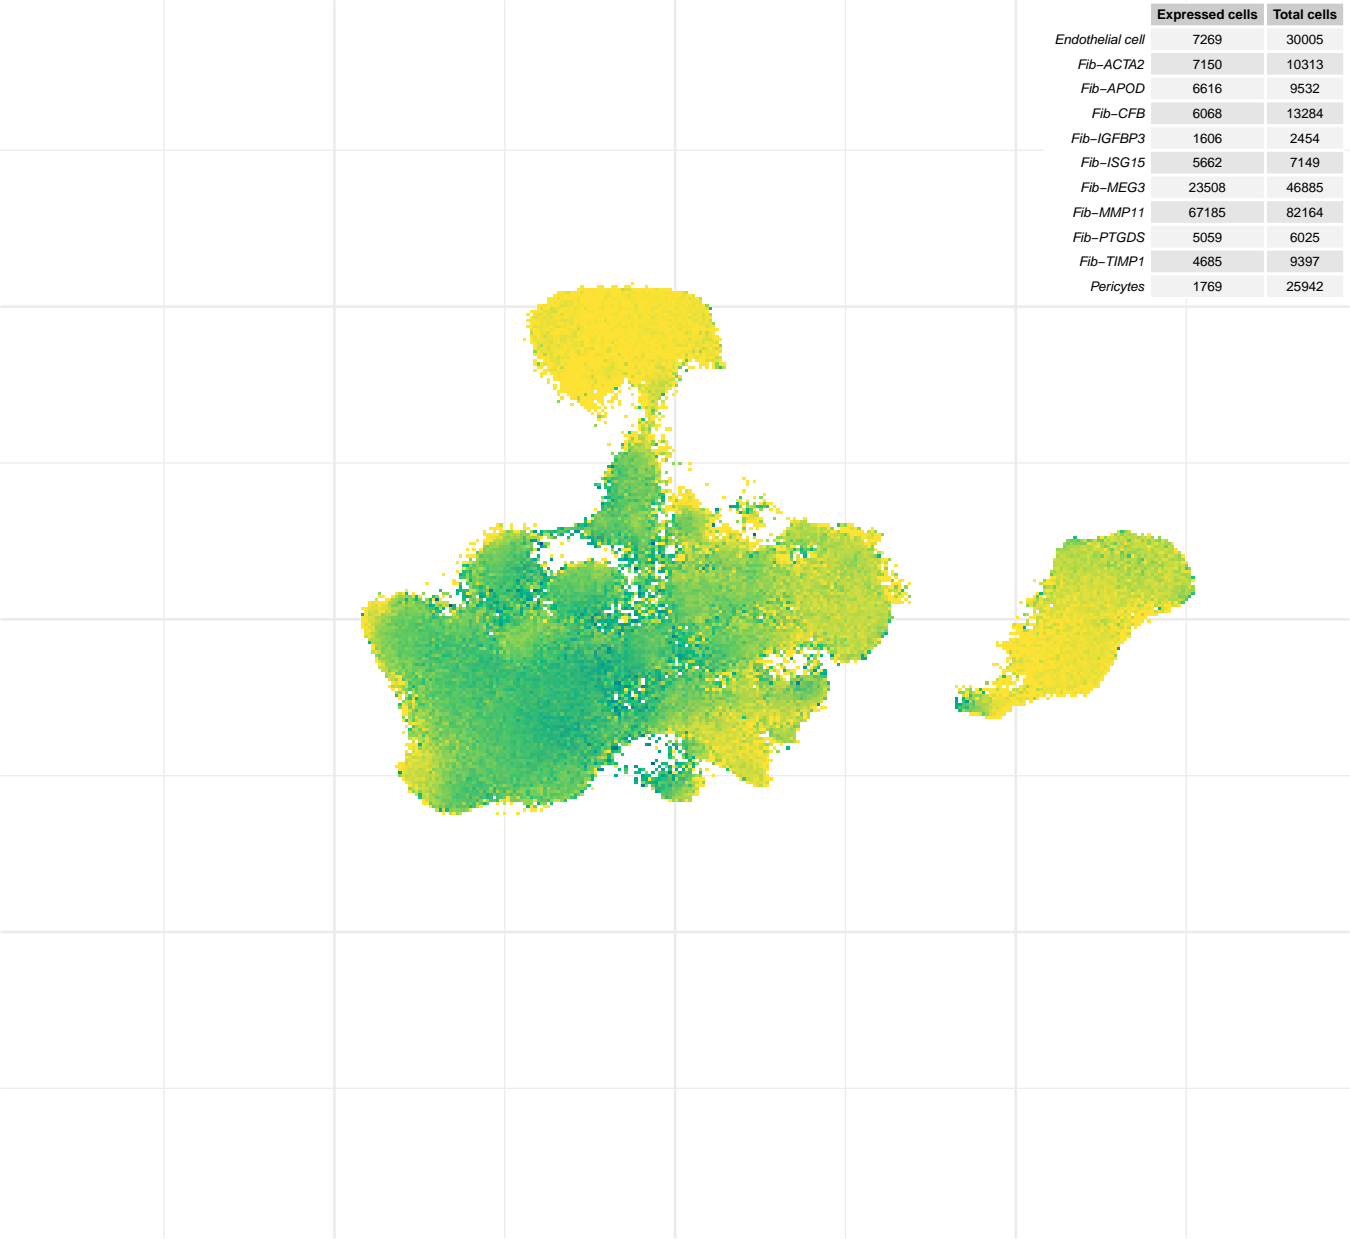 Expressed cells Total cells
Endothelial cell 7269 30005
Fib−ACTA2 7150 10313
Fib−APOD 6616 9532
Fib−CFB 6068 13284
Fib−IGFBP3 1606 2454
Fib−ISG15 5662 7149
Fib−MEG3 23508 46885
Fib−MMP11 67185 82164
Fib−PTGDS 5059 6025
Fib−TIMP1 4685 9397
Pericytes 1769 25942